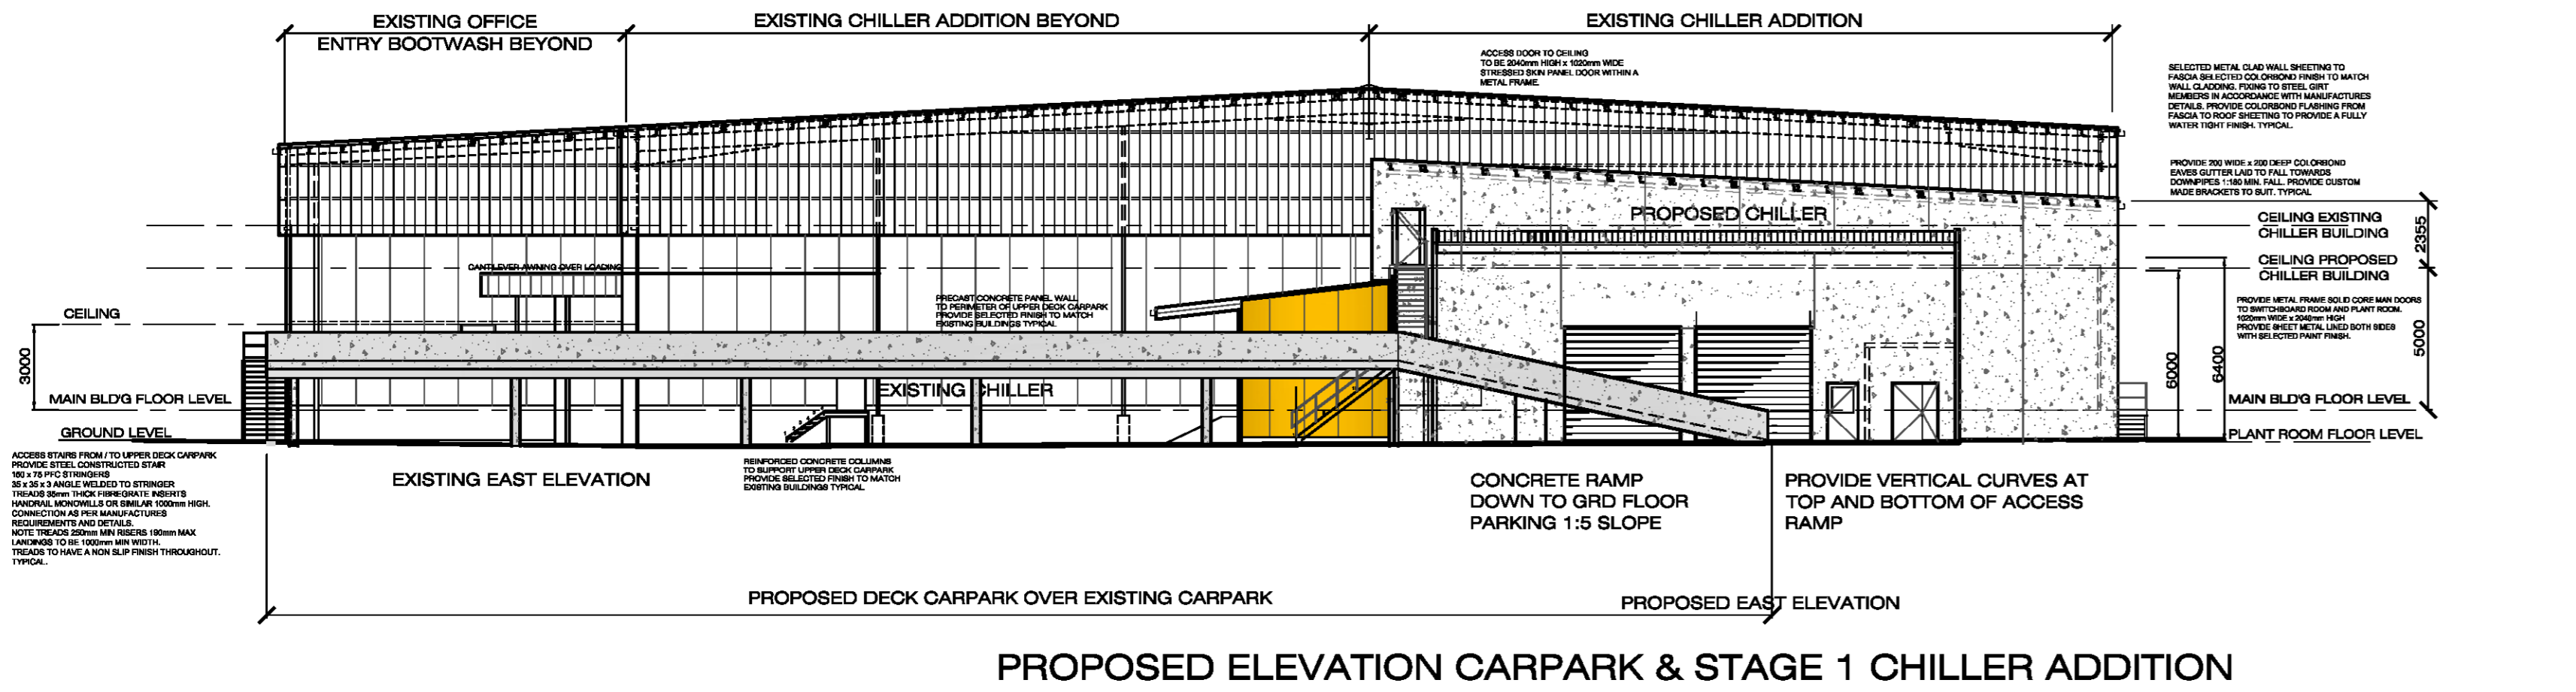 EXISTING OFFICE
ENTRY BOOTWASH BEYOND
EXISTING CHILLER ADDITION BEYOND
EXISTING CHILLER ADDITION
ACCESS DOOR TO CEILING
TO BE 2040mm HIGH x 1020mm WIDE
STRESSED SKIN PANEL DOOR WITHIN A
METAL FRAME.
SELECTED METAL CLAD WALL SHEETING TO
FASCIA SELECTED COLORBOND FINISH TO MATCH
WALL CLADDING. FIXING TO STEEL GIRT
MEMBERS IN ACCORDANCE WITH MANUFACTURES
DETAILS. PROVIDE COLORBOND FLASHING FROM
FASCIA TO ROOF SHEETING TO PROVIDE A FULLY
WATER TIGHT FINISH. TYPICAL.
PROVIDE 200 WIDE x 200 DEEP COLORBOND
EAVES GUTTER LAID TO FALL TOWARDS
DOWNPIPES 1:180 MIN. FALL. PROVIDE CUSTOM
MADE BRACKETS TO SUIT. TYPICAL
PROPOSED CHILLER
CEILING EXISTING
CHILLER BUILDING
2355
CEILING PROPOSED
CHILLER BUILDING
CANTILEVER AWNING OVER LOADING
PRECAST CONCRETE PANEL WALL
TO PERIMETER OF UPPER DECK CARPARK
PROVIDE SELECTED FINISH TO MATCH
EXISTING BUILDINGS TYPICAL
PROVIDE METAL FRAME SOLID CORE MAN DOORS
TO SWITCHBOARD ROOM AND PLANT ROOM.
1020mm WIDE x 2040mm HIGH
PROVIDE SHEET METAL LINED BOTH SIDES
WITH SELECTED PAINT FINISH.
CEILING
3000
6000
6400
5000
EXISTING CHILLER
MAIN BLD'G FLOOR LEVEL
MAIN BLD'G FLOOR LEVEL
GROUND LEVEL
PLANT ROOM FLOOR LEVEL
ACCESS STAIRS FROM / TO UPPER DECK CARPARK
PROVIDE STEEL CONSTRUCTED STAIR
150 x 75 PFC STRINGERS
35 x 35 x 3 ANGLE WELDED TO STRINGER
TREADS 38mm THICK FIBREGRATE INSERTS
HANDRAIL MONOWILLS OR SIMILAR 1000mm HIGH.
CONNECTION AS PER MANUFACTURES
REQUIREMENTS AND DETAILS.
NOTE TREADS 250mm MIN RISERS 190mm MAX
LANDINGS TO BE 1000mm MIN WIDTH.
TREADS TO HAVE A NON SLIP FINISH THROUGHOUT.
TYPICAL.
EXISTING EAST ELEVATION
REINFORCED CONCRETE COLUMNS
TO SUPPORT UPPER DECK CARPARK
PROVIDE SELECTED FINISH TO MATCH
EXISTING BUILDINGS TYPICAL
CONCRETE RAMP
DOWN TO GRD FLOOR
PARKING 1:5 SLOPE
PROVIDE VERTICAL CURVES AT
TOP AND BOTTOM OF ACCESS
RAMP
PROPOSED DECK CARPARK OVER EXISTING CARPARK
PROPOSED EAST ELEVATION
PROPOSED ELEVATION CARPARK & STAGE 1 CHILLER ADDITION